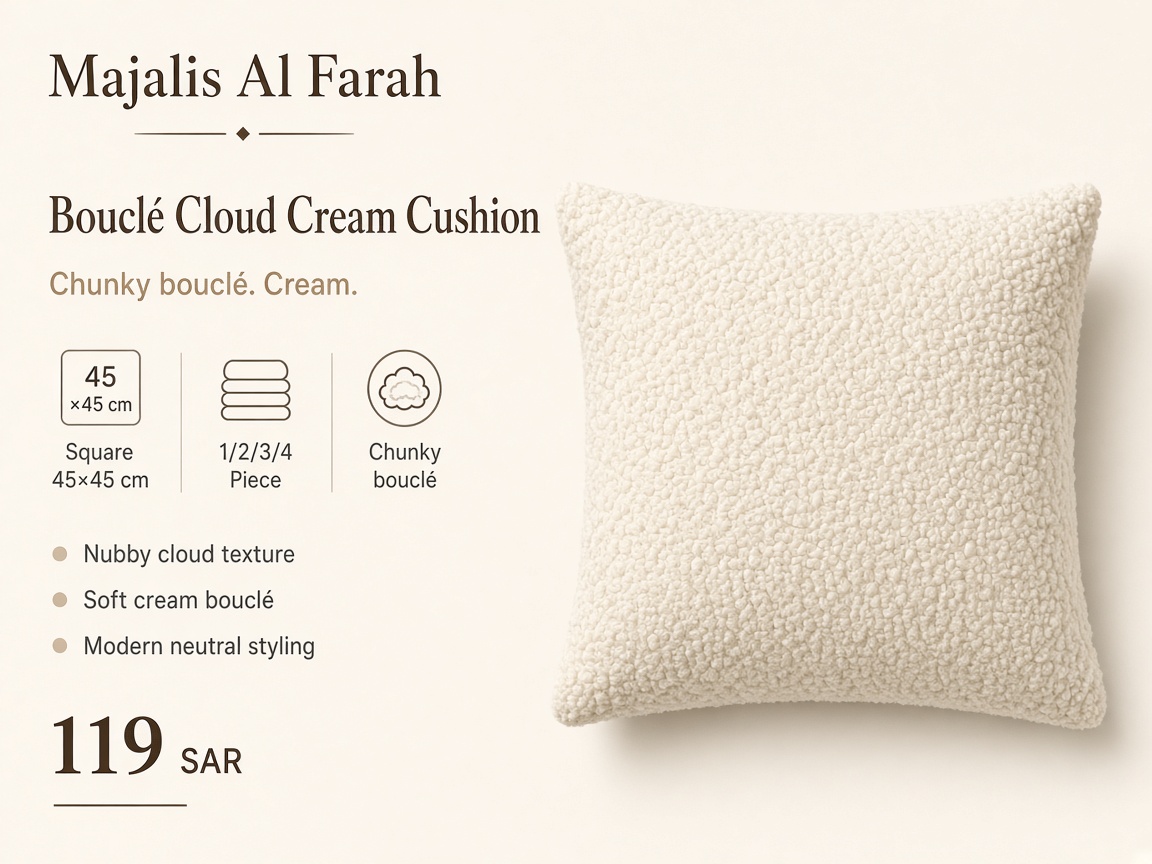 Majalis Al Farah
Bouclé Cloud Cream Cushion
Chunky bouclé. Cream.
45
×45 cm
Square
45×45 cm
1/2/3/4
Piece
Chunky
bouclé
Nubby cloud texture
Soft cream bouclé
Modern neutral styling
119 SAR